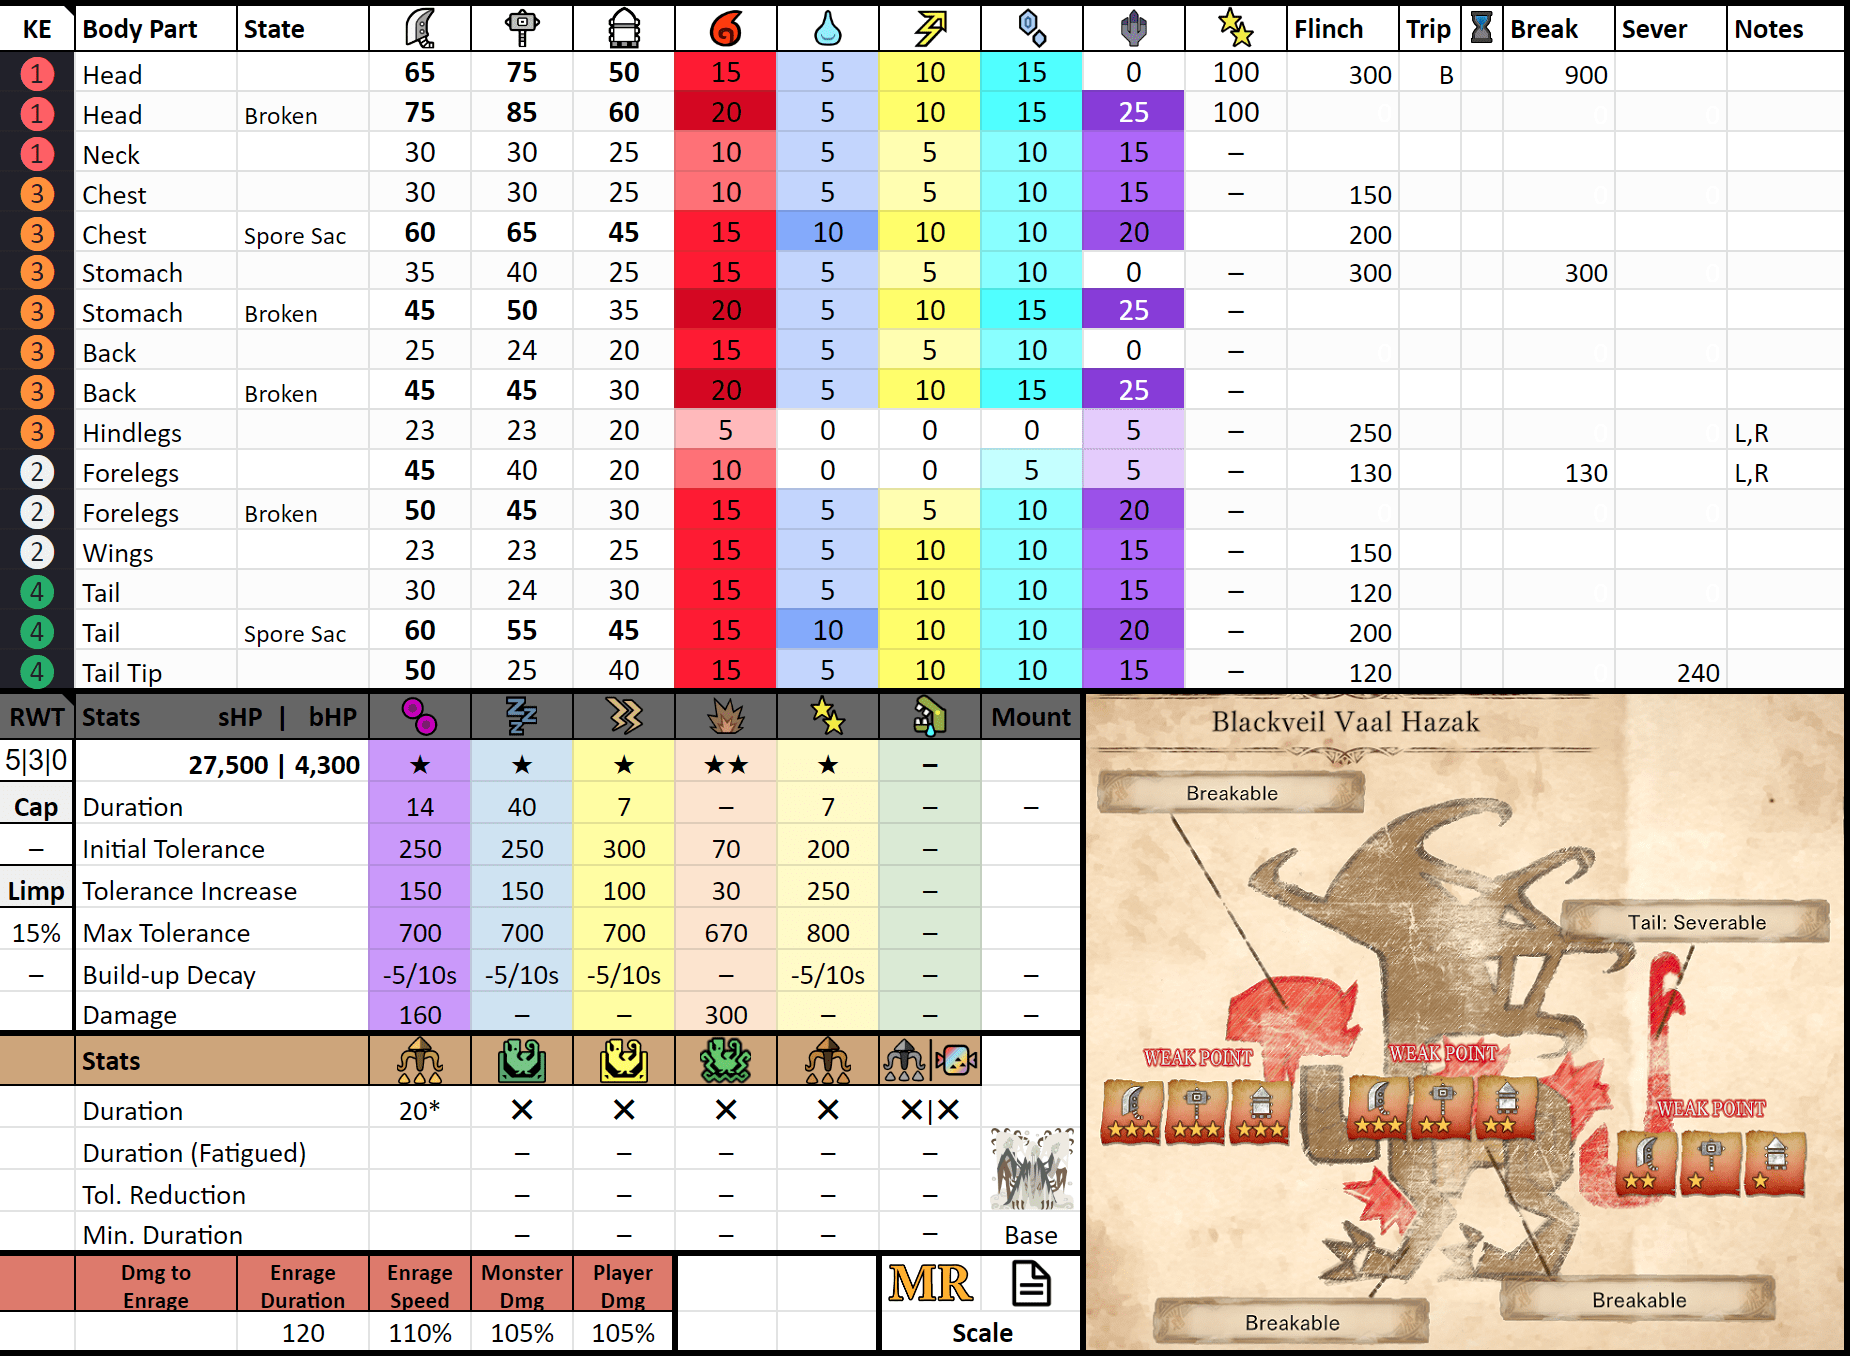 KE Body Part State Flinch Trip Break Sever Notes
1 Head 65 75 50 15 5 10 15 0 100 300 B 900
1 Head Broken 75 85 60 20 5 10 15 25 100
1 Neck 30 30 25 10 5 5 10 15 –
3 Chest 30 30 25 10 5 5 10 15 – 150
3 Chest Spore Sac 60 65 45 15 10 10 10 20 200
3 Stomach 35 40 25 15 5 5 10 0 – 300 300
3 Stomach Broken 45 50 35 20 5 10 15 25 –
3 Back 25 24 20 15 5 5 10 0 –
3 Back Broken 45 45 30 20 5 10 15 25 –
3 Hindlegs 23 23 20 5 0 0 0 5 – 250 L,R
2 Forelegs 45 40 20 10 0 0 5 5 – 130 130 L,R
2 Forelegs Broken 50 45 30 15 5 5 10 20 –
2 Wings 23 23 25 15 5 10 10 15 – 150
4 Tail 30 24 30 15 5 10 10 15 – 120
4 Tail Spore Sac 60 55 45 15 10 10 10 20 – 200
4 Tail Tip 50 25 40 15 5 10 10 15 – 120 240
RWT Stats sHP | bHP Mount
5|3|0 27,500 | 4,300 ★ ★ ★ ★★ ★ –
Cap Duration 14 40 7 – 7 – –
– Initial Tolerance 250 250 300 70 200 –
Limp Tolerance Increase 150 150 100 30 250 –
15% Max Tolerance 700 700 700 670 800 –
– Build-up Decay -5/10s -5/10s -5/10s – -5/10s – –
Damage 160 – – 300 – – –
Stats
Duration 20* ✕ ✕ ✕ ✕ ✕|✕
Duration (Fatigued) – – – – –
Tol. Reduction – – – – –
Min. Duration – – – – – Base
Dmg to Enrage Enrage Duration Enrage Speed Monster Dmg Player Dmg MR
120 110% 105% 105% Scale
Blackveil Vaal Hazak
Breakable
Tail: Severable
WEAK POINT
WEAK POINT
WEAK POINT
Breakable
Breakable